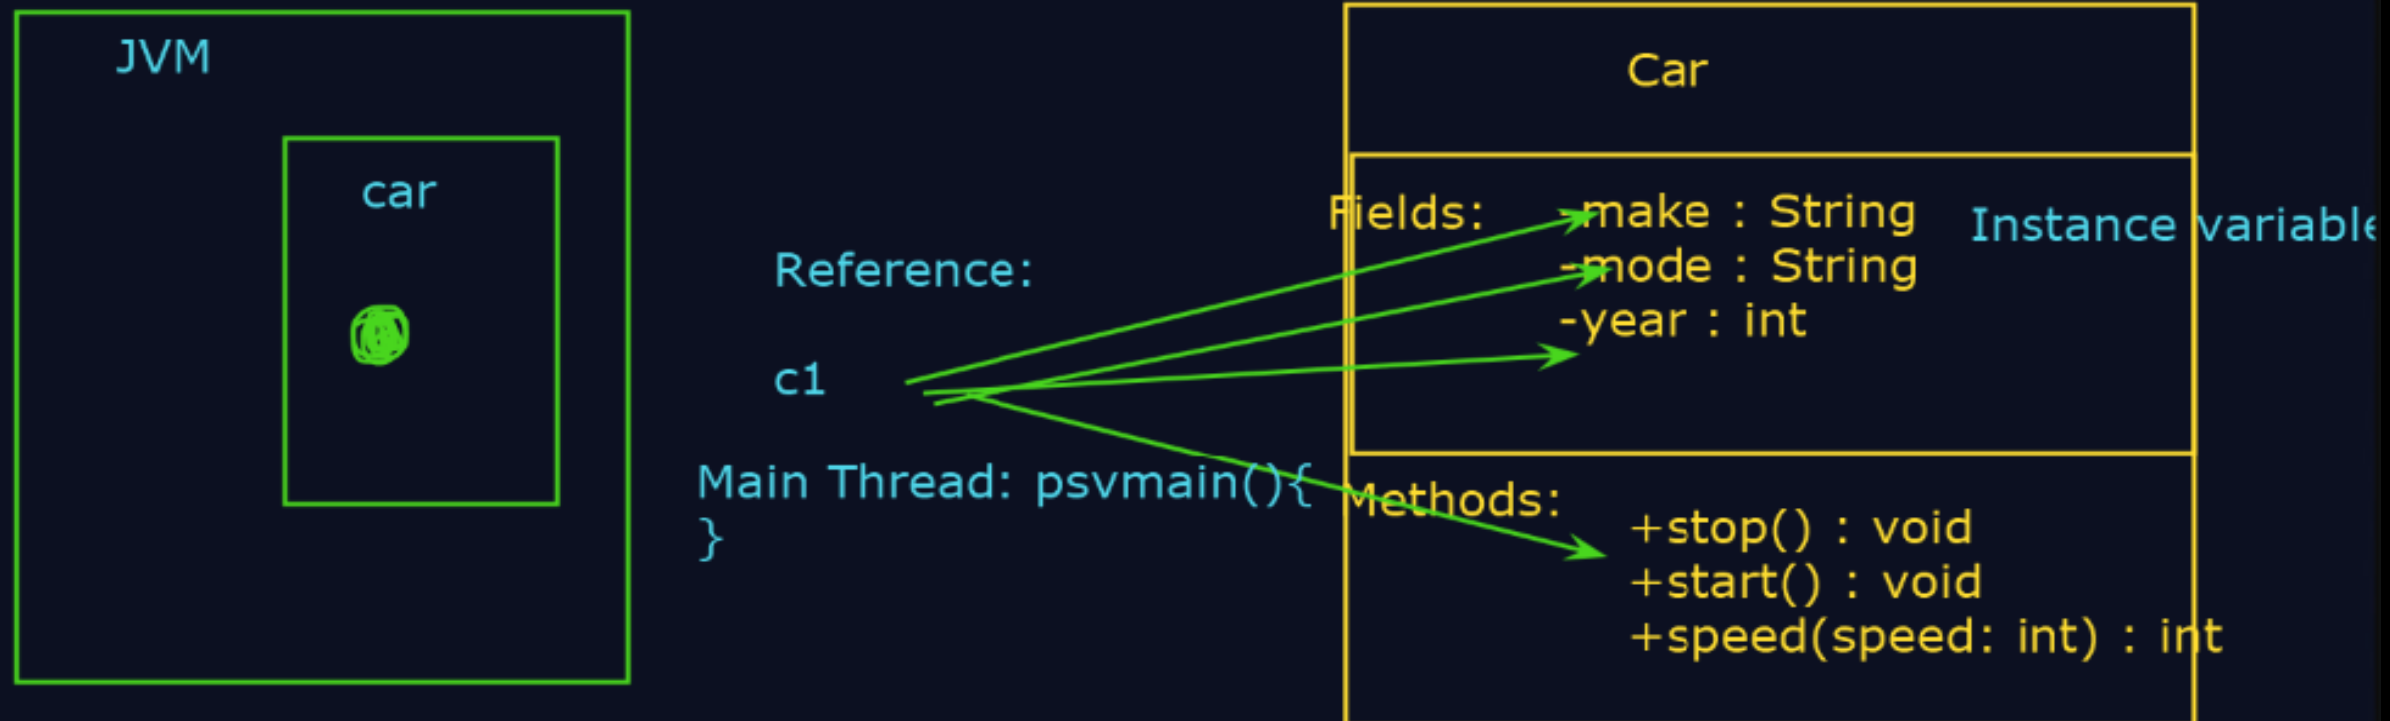 JVM
car
Reference:
c1
Main Thread: psvmain(){
}
Car
Fields:
-make : String
-mode : String
-year : int
Instance variable
Methods:
+stop() : void
+start() : void
+speed(speed: int) : int